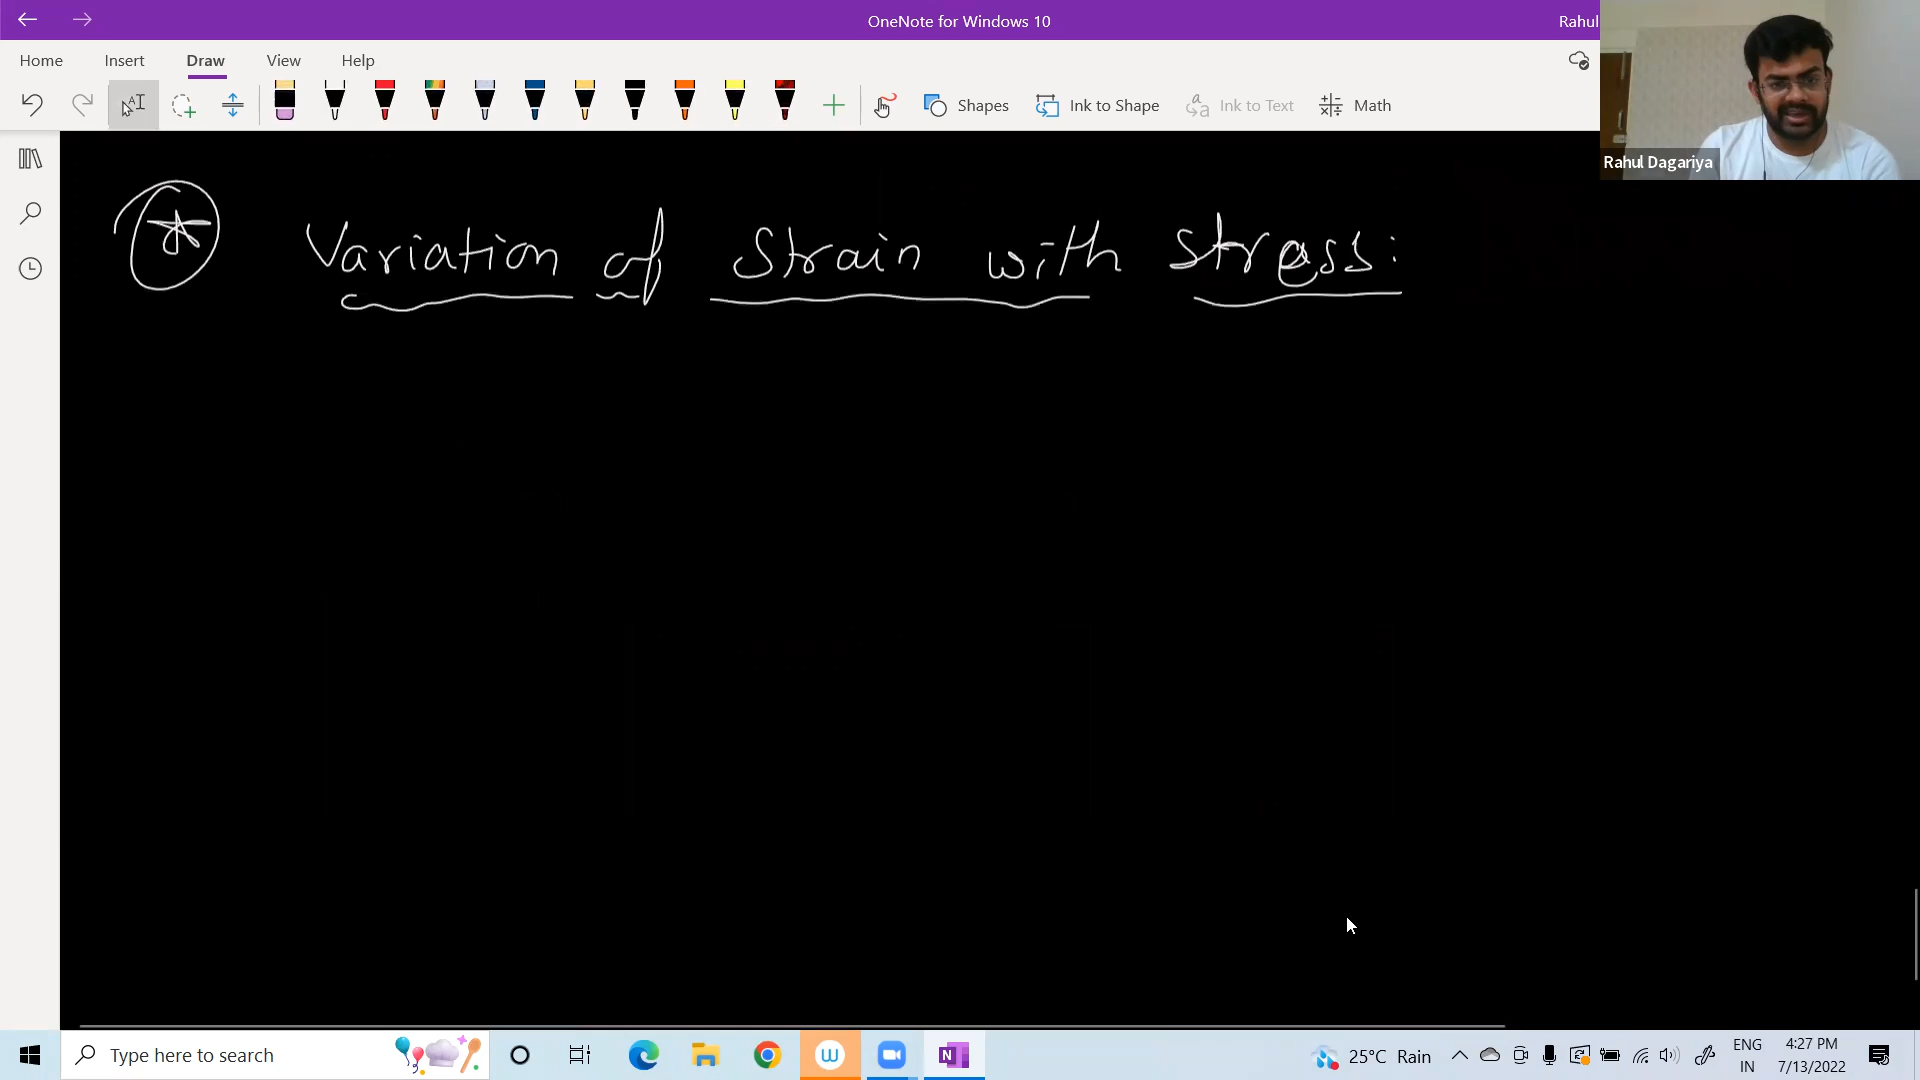 OneNote for Windows 10
Rahul
Home Insert Draw View Help
Shapes Ink to Shape Ink to Text Math
Rahul Dagariya
Variation of Strain with Stress:
Type here to search
25°C Rain
ENG
IN
4:27 PM
7/13/2022